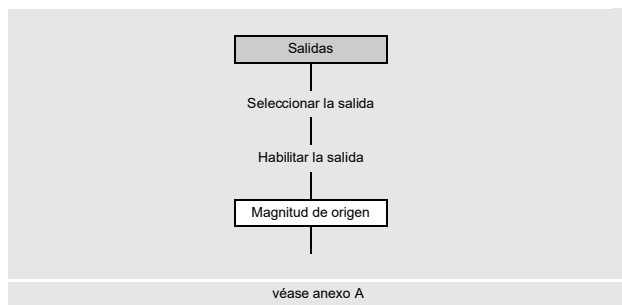 Salidas
Seleccionar la salida
Habilitar la salida
Magnitud de origen
véase anexo A